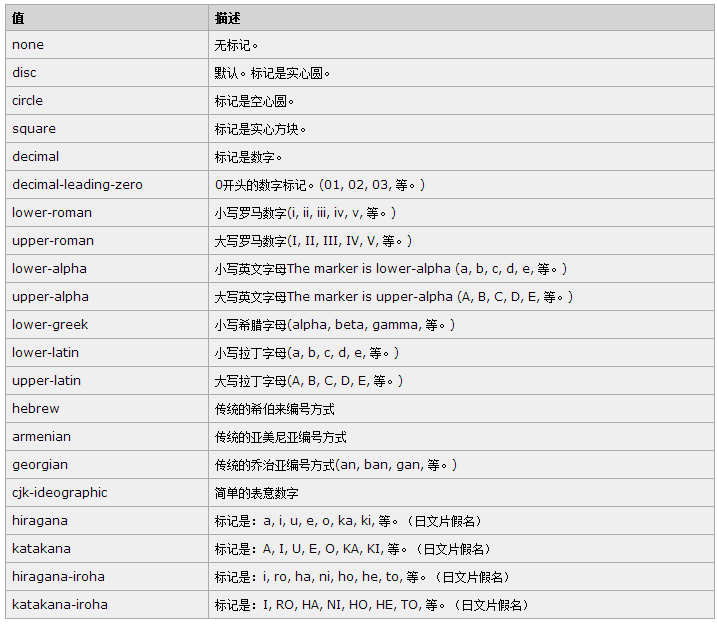 值 描述
none 无标记。
disc 默认。标记是实心圆。
circle 标记是空心圆。
square 标记是实心方块。
decimal 标记是数字。
decimal-leading-zero 0开头的数字标记。(01, 02, 03, 等。)
lower-roman 小写罗马数字(i, ii, iii, iv, v, 等。)
upper-roman 大写罗马数字(I, II, III, IV, V, 等。)
lower-alpha 小写英文字母The marker is lower-alpha (a, b, c, d, e, 等。)
upper-alpha 大写英文字母The marker is upper-alpha (A, B, C, D, E, 等。)
lower-greek 小写希腊字母(alpha, beta, gamma, 等。)
lower-latin 小写拉丁字母(a, b, c, d, e, 等。)
upper-latin 大写拉丁字母(A, B, C, D, E, 等。)
hebrew 传统的希伯来编号方式
armenian 传统的亚美尼亚编号方式
georgian 传统的乔治亚编号方式(an, ban, gan, 等。)
cjk-ideographic 简单的表意数字
hiragana 标记是：a, i, u, e, o, ka, ki, 等。（日文片假名）
katakana 标记是：A, I, U, E, O, KA, KI, 等。（日文片假名）
hiragana-iroha 标记是：i, ro, ha, ni, ho, he, to, 等。（日文片假名）
katakana-iroha 标记是：I, RO, HA, NI, HO, HE, TO, 等。（日文片假名）